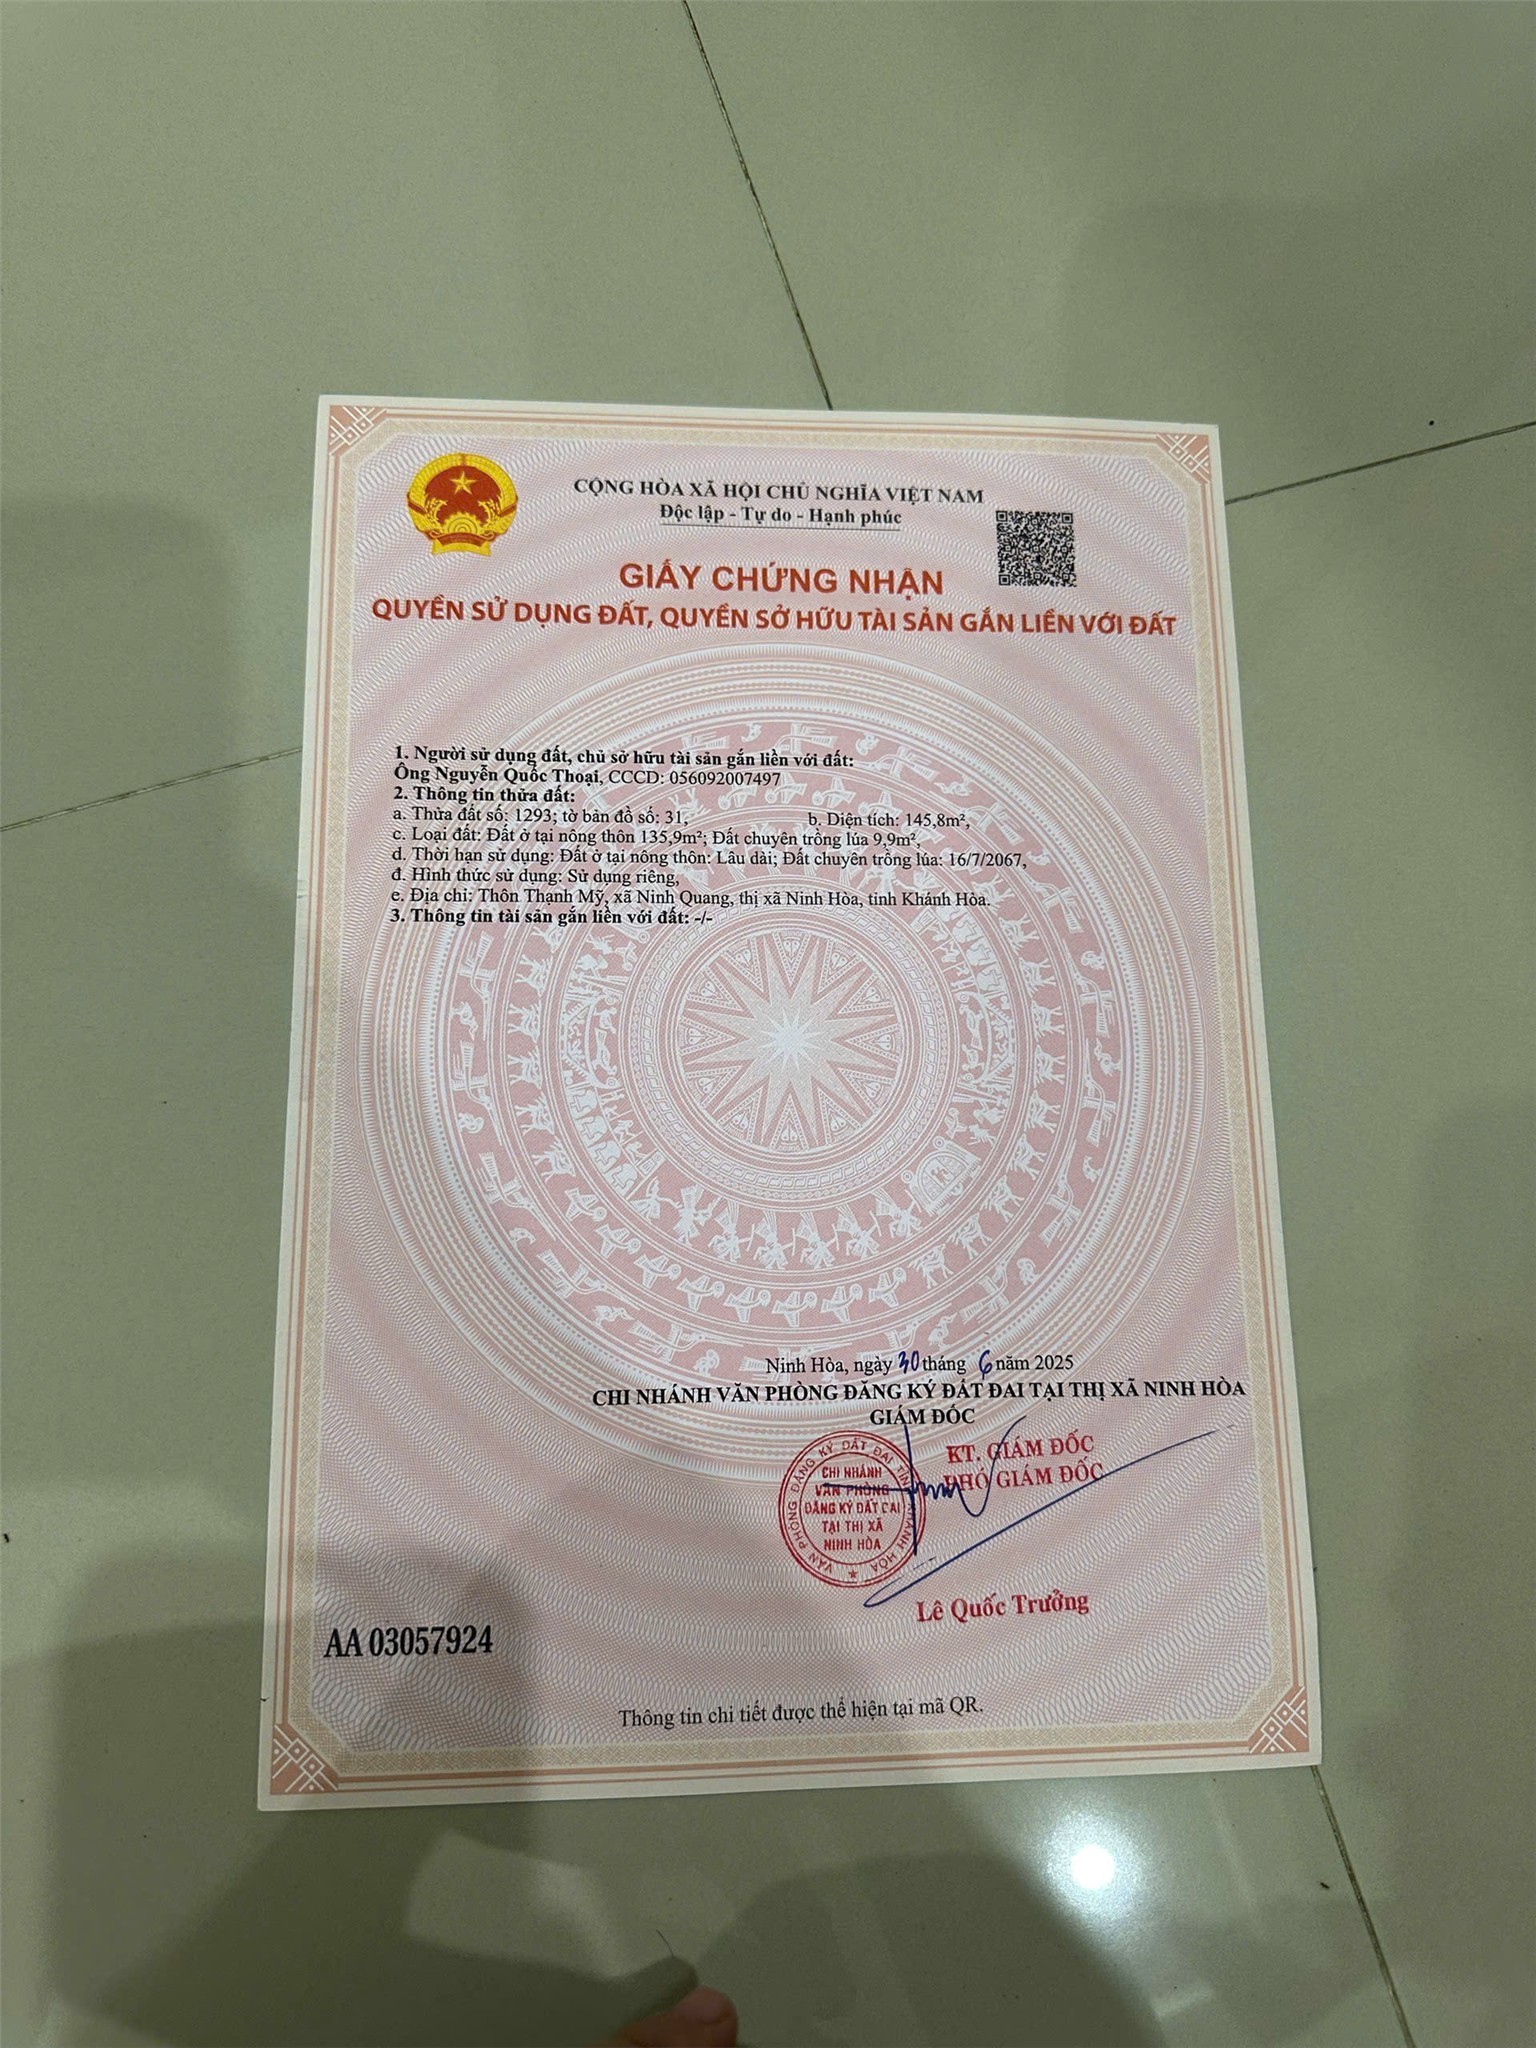 CỘNG HÒA XÃ HỘI CHỦ NGHĨA VIỆT NAM
Độc lập - Tự do - Hạnh phúc
GIẤY CHỨNG NHẬN
QUYỀN SỬ DỤNG ĐẤT, QUYỀN SỞ HỮU TÀI SẢN GẮN LIỀN VỚI ĐẤT
1. Người sử dụng đất, chủ sở hữu tài sản gắn liền với đất:
Ông Nguyễn Quốc Thoại, CCCD: 056092007497
2. Thông tin thửa đất:
a. Thửa đất số: 1293; tờ bản đồ số: 31, b. Diện tích: 145,8m²,
c. Loại đất: Đất ở tại nông thôn 135,9m²; Đất chuyên trồng lúa 9,9m²,
d. Thời hạn sử dụng: Đất ở tại nông thôn: Lâu dài; Đất chuyên trồng lúa: 16/7/2067,
đ. Hình thức sử dụng: Sử dụng riêng,
e. Địa chỉ: Thôn Thạnh Mỹ, xã Ninh Quang, thị xã Ninh Hòa, tỉnh Khánh Hòa.
3. Thông tin tài sản gắn liền với đất: -/-
Ninh Hòa, ngày 30 tháng 6 năm 2025
CHI NHÁNH VĂN PHÒNG ĐĂNG KÝ ĐẤT ĐAI TẠI THỊ XÃ NINH HÒA
GIÁM ĐỐC
KT. GIÁM ĐỐC
PHÓ GIÁM ĐỐC
VĂN PHÒNG ĐĂNG KÝ ĐẤT ĐAI TỈNH KHÁNH HÒA
CHI NHÁNH
VĂN PHÒNG
ĐĂNG KÝ ĐẤT ĐAI
TẠI THỊ XÃ
NINH HÒA
Lê Quốc Trưởng
AA 03057924
Thông tin chi tiết được thể hiện tại mã QR.